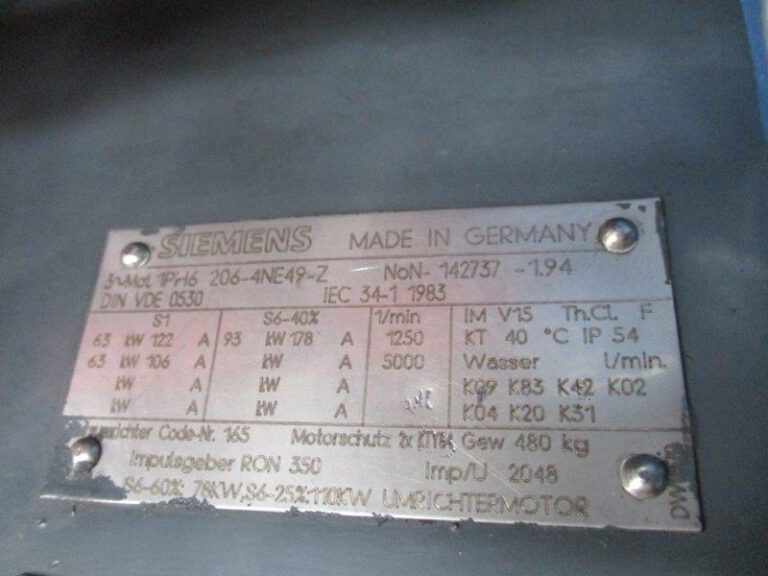 SIEMENS MADE IN GERMANY
3~Mot. 1PH6 206-4NE49-Z NoN- 142737 -1.94
DIN VDE 0530 IEC 34-1 1983
S1 S6-40% 1/min IM V15 Th.Cl. F
63 kW 122 A 93 kW 178 A 1250 KT 40 °C IP 54
63 kW 106 A kW A 5000 Wasser l/min.
kW A kW A K09 K83 K42 K02
kW A kW A K04 K20 K31
Code-Nr. 165 Motorschutz 2x Gew 480 kg
Impulsgeber RON 350 Imp/U 2048
S6-60%: 78KW, S6-25%:110KW UMRICHTERMOTOR